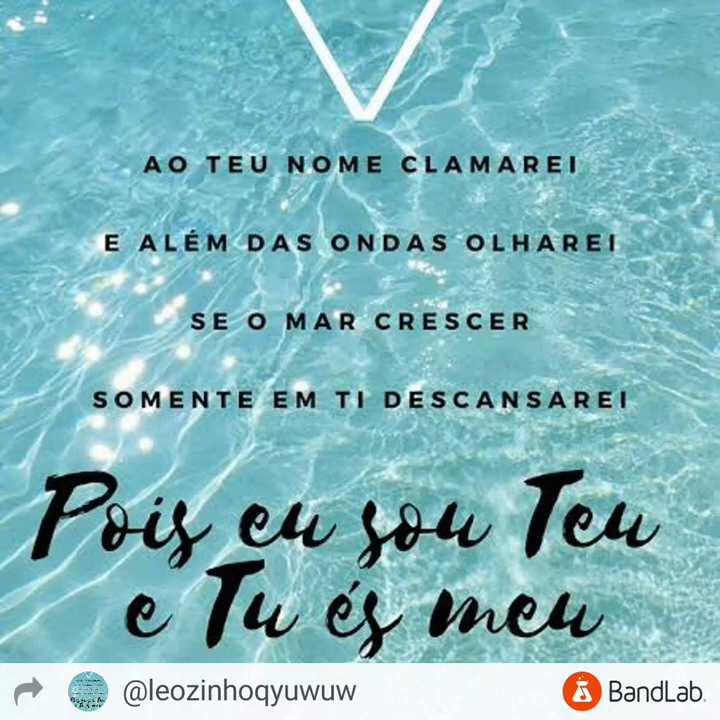 AO TEU NOME CLAMAREI
E ALÉM DAS ONDAS OLHAREI
SE O MAR CRESCER
SOMENTE EM TI DESCANSAREI
Pois eu sou Teu
e Tu és meu
@leozinhoqyuwuw
BandLab.